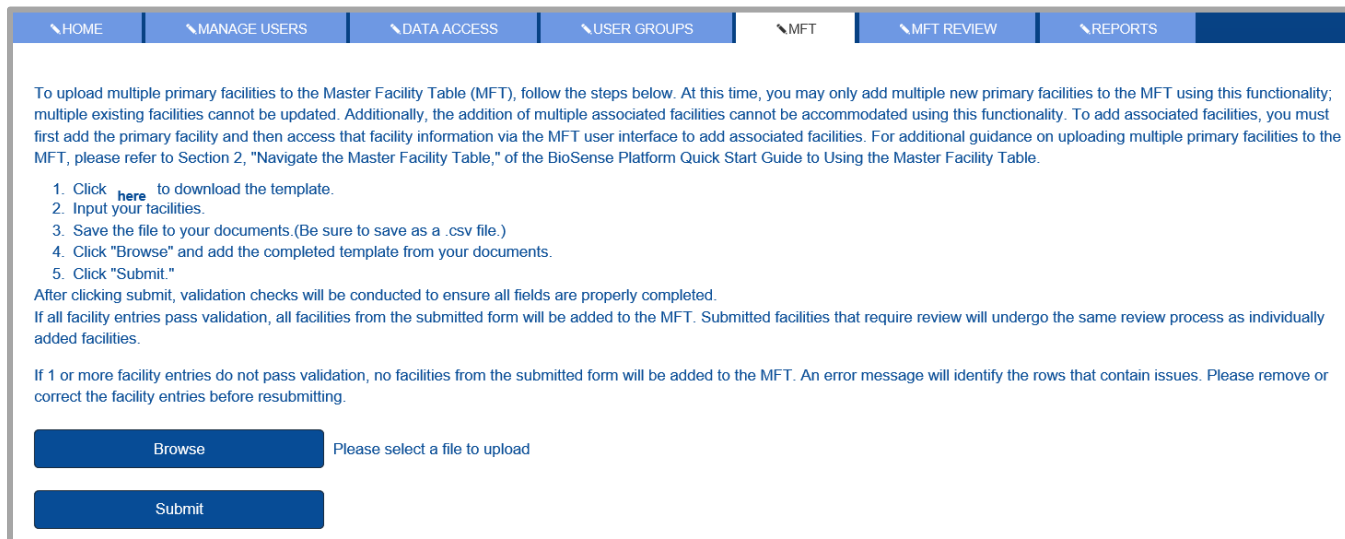 HOME MANAGE USERS DATA ACCESS USER GROUPS MFT MFT REVIEW REPORTS
To upload multiple primary facilities to the Master Facility Table (MFT), follow the steps below. At this time, you may only add multiple new primary facilities to the MFT using this functionality;
multiple existing facilities cannot be updated. Additionally, the addition of multiple associated facilities cannot be accommodated using this functionality. To add associated facilities, you must
first add the primary facility and then access that facility information via the MFT user interface to add associated facilities. For additional guidance on uploading multiple primary facilities to the
MFT, please refer to Section 2, "Navigate the Master Facility Table," of the BioSense Platform Quick Start Guide to Using the Master Facility Table.
1. Click here to download the template.
2. Input your facilities.
3. Save the file to your documents.(Be sure to save as a .csv file.)
4. Click "Browse" and add the completed template from your documents.
5. Click "Submit."
After clicking submit, validation checks will be conducted to ensure all fields are properly completed.
If all facility entries pass validation, all facilities from the submitted form will be added to the MFT. Submitted facilities that require review will undergo the same review process as individually
added facilities.
If 1 or more facility entries do not pass validation, no facilities from the submitted form will be added to the MFT. An error message will identify the rows that contain issues. Please remove or
correct the facility entries before resubmitting.
Browse Please select a file to upload
Submit